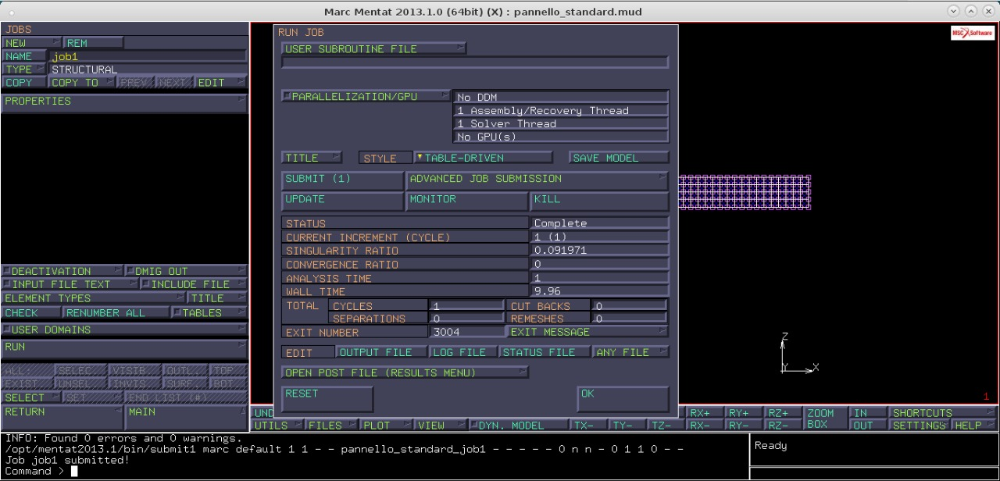 Marc Mentat 2013.1.0 (64bit) (X) : pannello_standard.mud
JOBS
NEW REM
NAME job1
TYPE STRUCTURAL
COPY COPY TO PREV NEXT EDIT
PROPERTIES
DEACTIVATION DMIG OUT
INPUT FILE TEXT INCLUDE FILE
ELEMENT TYPES TITLE
CHECK RENUMBER ALL TABLES
USER DOMAINS
RUN
ALL: SELEC VISIB OUTL. TOP
EXIST. UNSEL. INVIS. SURF. BOT.
SELECT SET END LIST (#)
RETURN MAIN
RUN JOB
USER SUBROUTINE FILE
PARALLELIZATION/GPU No DDM
1 Assembly/Recovery Thread
1 Solver Thread
No GPU(s)
TITLE STYLE TABLE-DRIVEN SAVE MODEL
SUBMIT (1) ADVANCED JOB SUBMISSION
UPDATE MONITOR KILL
STATUS Complete
CURRENT INCREMENT (CYCLE) 1 (1)
SINGULARITY RATIO 0.091971
CONVERGENCE RATIO 0
ANALYSIS TIME 1
WALL TIME 9.96
TOTAL CYCLES 1 CUT BACKS 0
SEPARATIONS 0 REMESHES 0
EXIT NUMBER 3004 EXIT MESSAGE
EDIT OUTPUT FILE LOG FILE STATUS FILE ANY FILE
OPEN POST FILE (RESULTS MENU)
RESET OK
MSC Software
Z
Y X
1
UND RX+ RY+ RZ+ ZOOM IN SHORTCUTS
UTILS FILES PLOT VIEW DYN. MODEL TX- TY- TZ- RX- RY- RZ- BOX OUT SETTINGS HELP
INFO: Found 0 errors and 0 warnings.
/opt/mentat2013.1/bin/submit1 marc default 1 1 - - pannello_standard_job1 - - - - - 0 n n - 0 1 1 0 - -
Job job1 submitted!
Command >
Ready